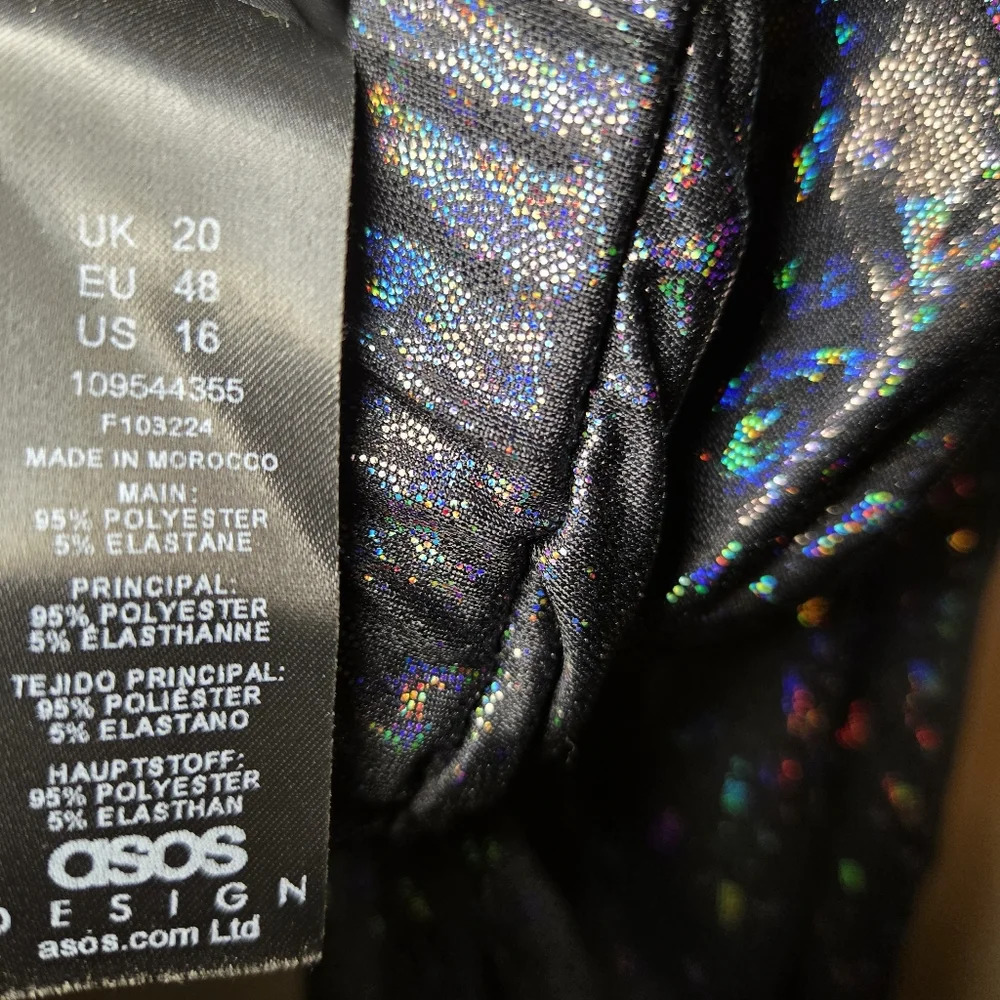 UK 20
EU 48
US 16
109544355
F103224
MADE IN MOROCCO
MAIN:
95% POLYESTER
5% ELASTANE
PRINCIPAL:
95% POLYESTER
5% ÉLASTHANNE
TEJIDO PRINCIPAL:
95% POLIÉSTER
5% ELASTANO
HAUPTSTOFF:
95% POLYESTER
5% ELASTHAN
asos
DESIGN
asos.com Ltd